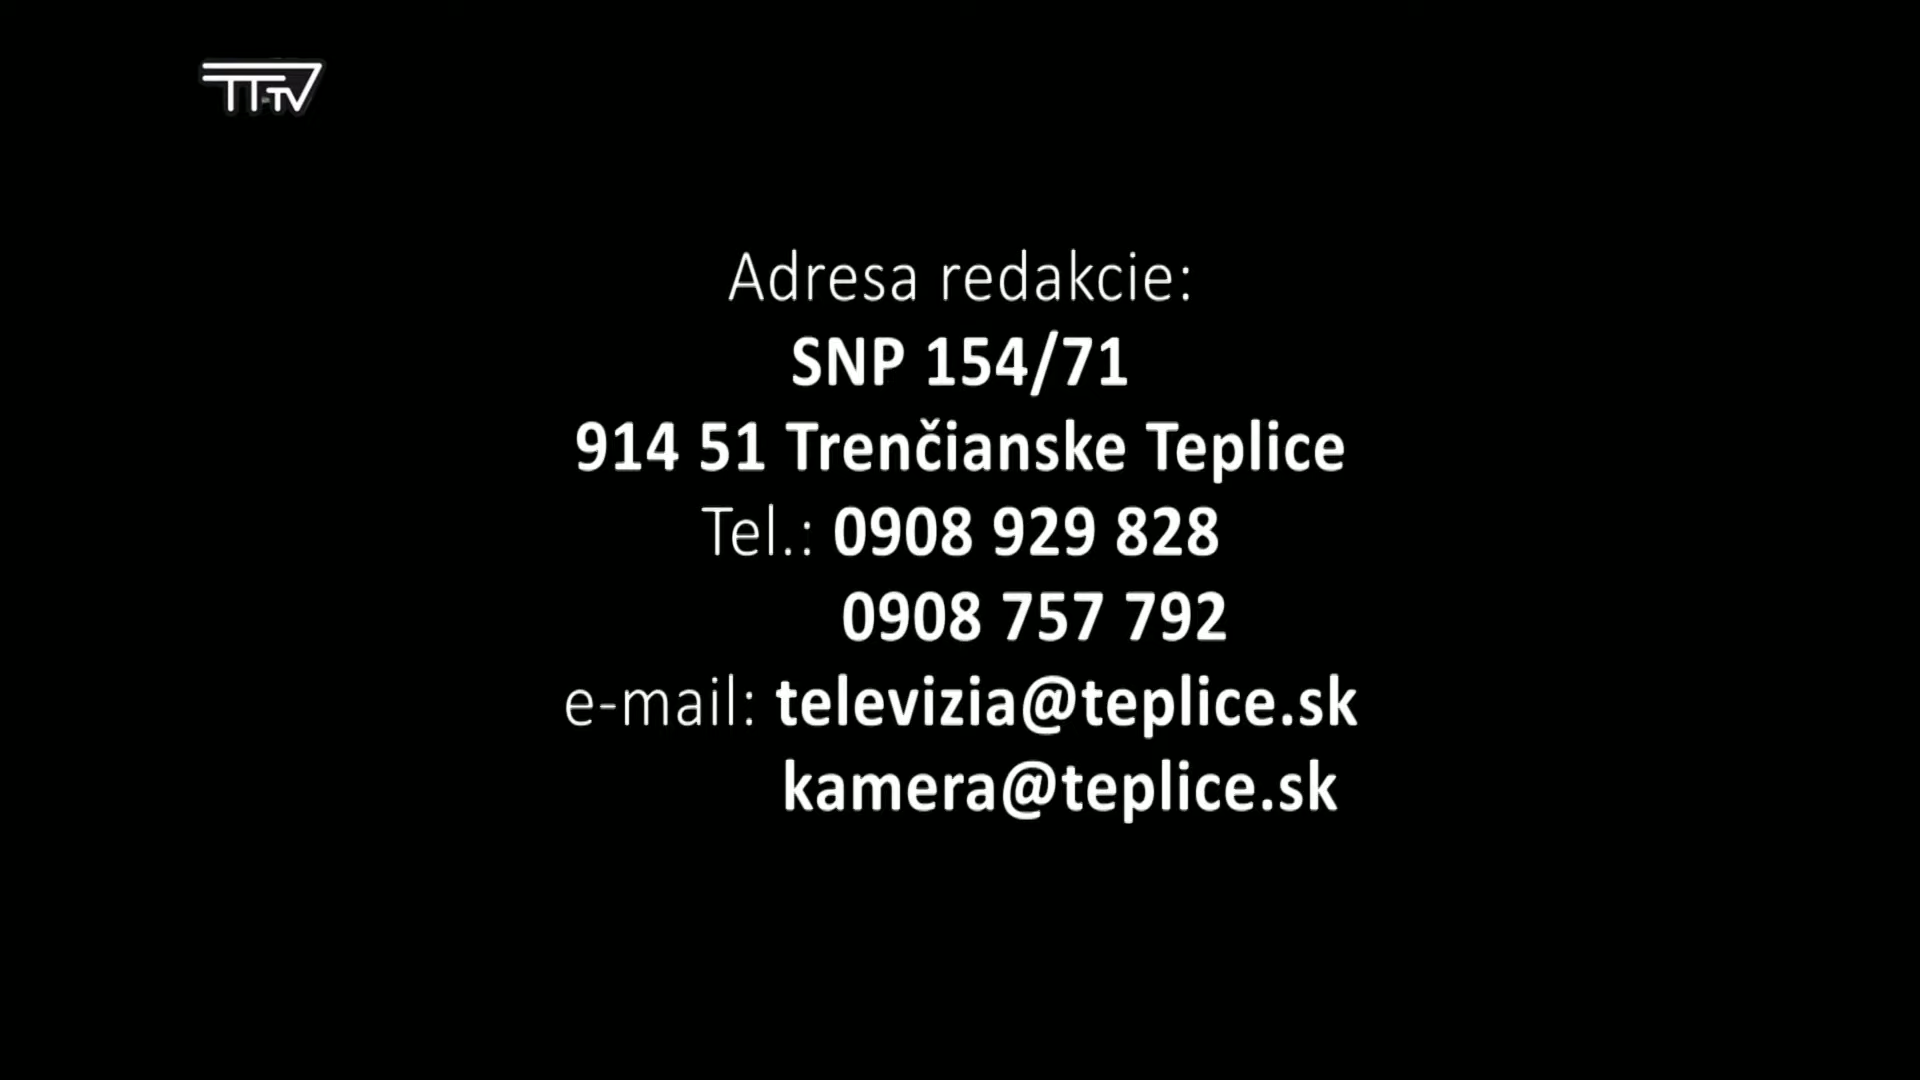 TT-TV
Adresa redakcie:
SNP 154/71
914 51 Trenčianske Teplice
Tel.: 0908 929 828
0908 757 792
e-mail: televizia@teplice.sk
kamera@teplice.sk